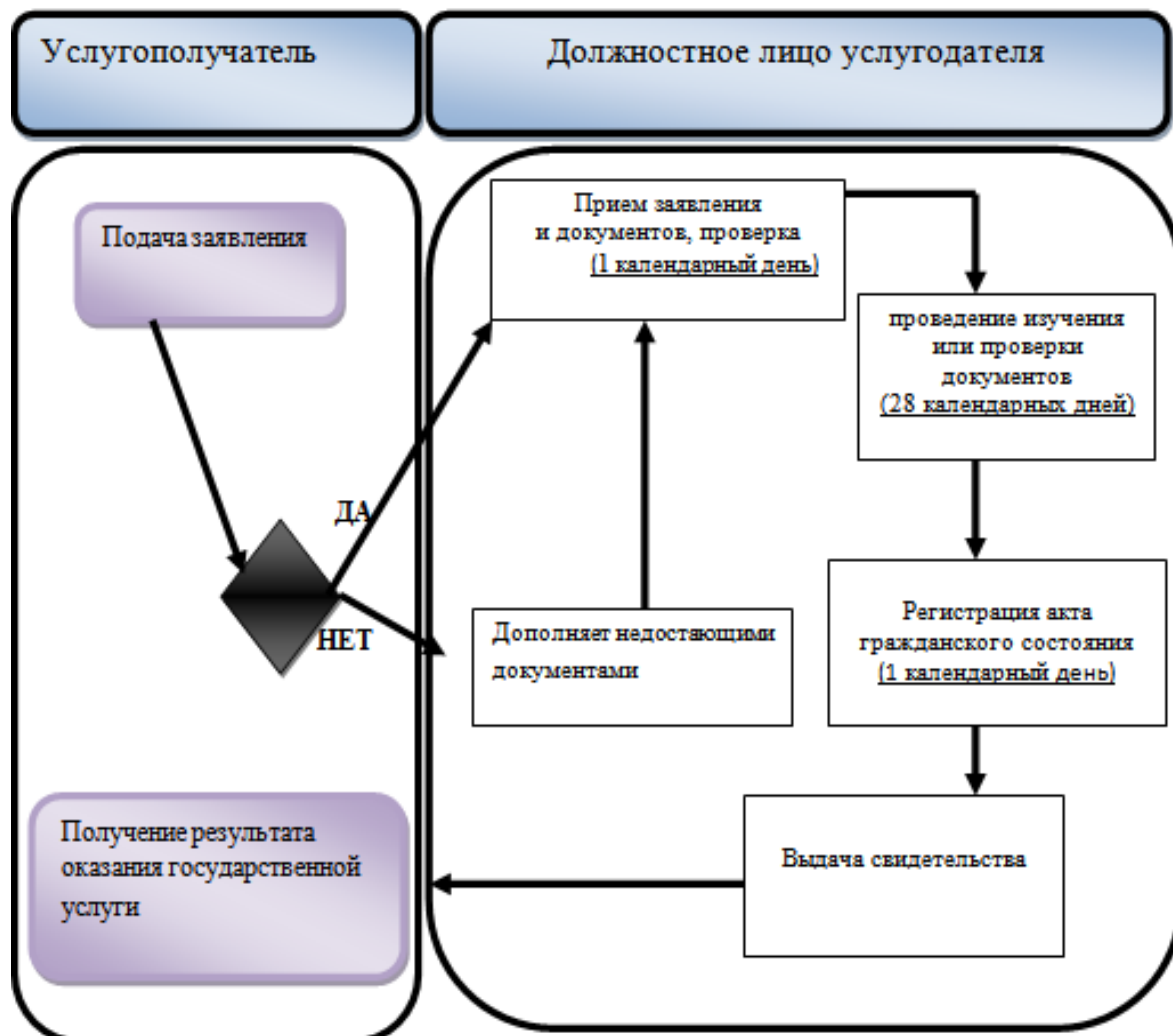 Услугополучатель
Должностное лицо услугодателя
Подача заявления
Прием заявления
и документов, проверка
(1 календарный день)
проведение изучения
или проверки
документов
(28 календарных дней)
ДА
НЕТ
Дополняет недостающими
документами
Регистрация акта
гражданского состояния
(1 календарный день)
Получение результата
оказания государственной
услуги
Выдача свидетельства